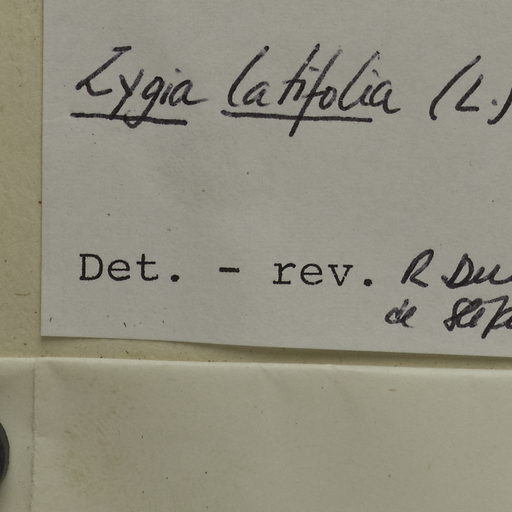 Zygia latifolia (L.)
Det. - rev. R Du
de